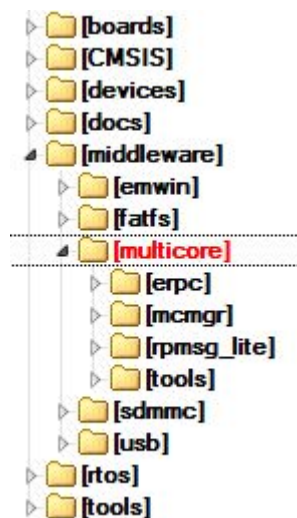 [boards]
[CMSIS]
[devices]
[docs]
[middleware]
[emwin]
[fatfs]
[multicore]
[erpc]
[mcmgr]
[rpmsg_lite]
[tools]
[sdmmc]
[usb]
[rtos]
[tools]